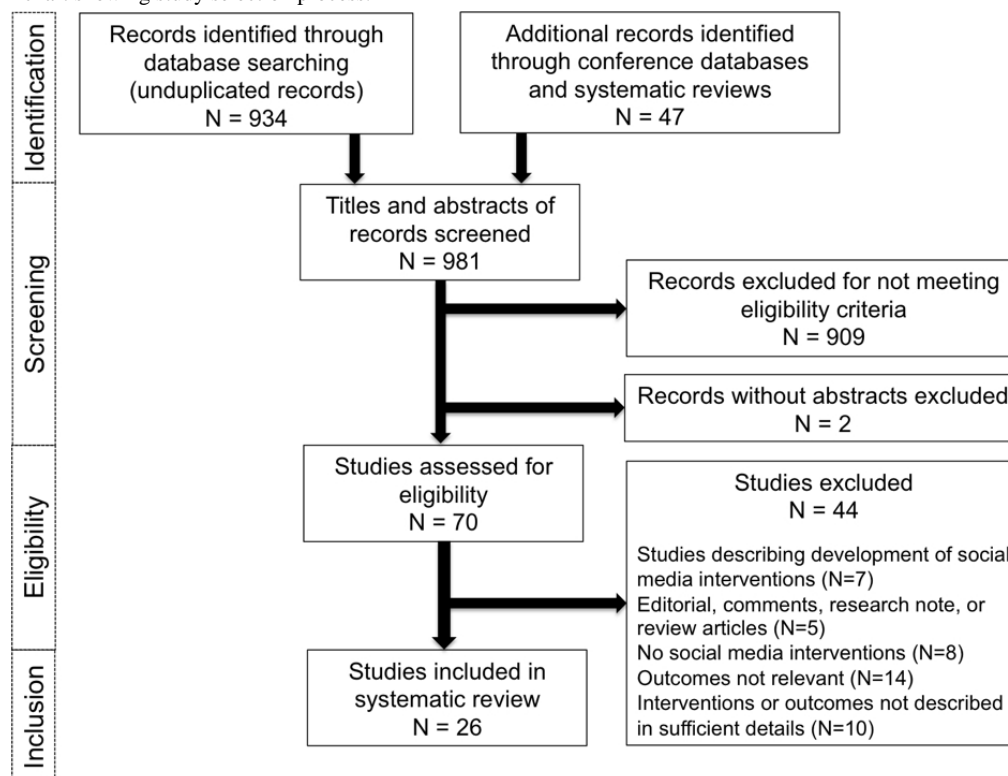 Records identified through
database searching
(unduplicated records)
N = 934
Additional records identified
through conference databases
and systematic reviews
N = 47
Identification
Titles and abstracts of
records screened
N = 981
Screening
Records excluded for not meeting
eligibility criteria
N = 909
Records without abstracts excluded
N = 2
Studies assessed for
eligibility
N = 70
Eligibility
Studies excluded
N = 44
Studies describing development of social
media interventions (N=7)
Editorial, comments, research note, or
review articles (N=5)
No social media interventions (N=8)
Outcomes not relevant (N=14)
Interventions or outcomes not described
in sufficient details (N=10)
Studies included in
systematic review
N = 26
Inclusion